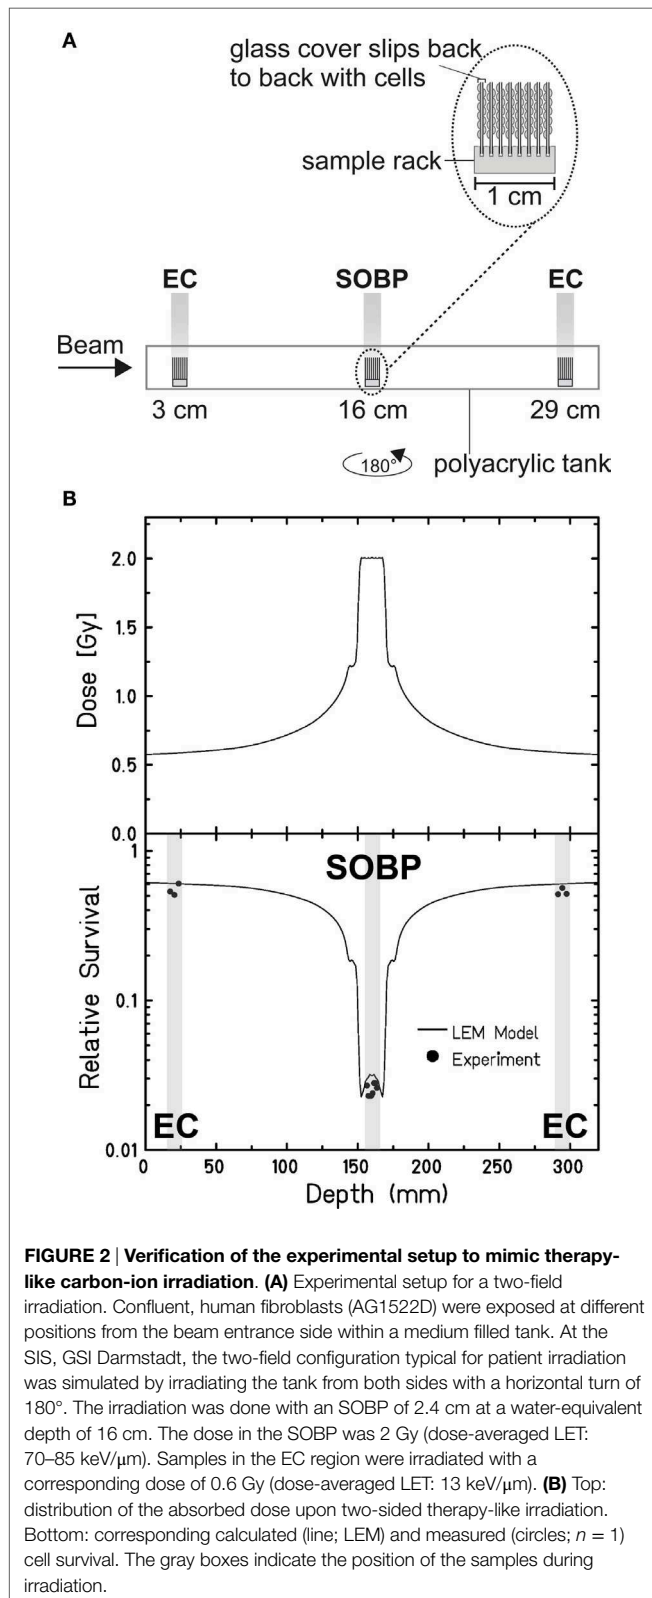 A
glass cover slips back
to back with cells
sample rack
1 cm
EC
SOBP
EC
Beam
3 cm
16 cm
29 cm
180°
polyacrylic tank
B
Dose [Gy]
2.0
1.5
1.0
0.5
0.0
Relative Survival
1
0.1
0.01
SOBP
LEM Model
Experiment
EC
EC
0
50
100
150
200
250
300
Depth (mm)
FIGURE 2 | Verification of the experimental setup to mimic therapy-
like carbon-ion irradiation. (A) Experimental setup for a two-field
irradiation. Confluent, human fibroblasts (AG1522D) were exposed at different
positions from the beam entrance side within a medium filled tank. At the
SIS, GSI Darmstadt, the two-field configuration typical for patient irradiation
was simulated by irradiating the tank from both sides with a horizontal turn of
180°. The irradiation was done with an SOBP of 2.4 cm at a water-equivalent
depth of 16 cm. The dose in the SOBP was 2 Gy (dose-averaged LET:
70–85 keV/μm). Samples in the EC region were irradiated with a
corresponding dose of 0.6 Gy (dose-averaged LET: 13 keV/μm). (B) Top:
distribution of the absorbed dose upon two-sided therapy-like irradiation.
Bottom: corresponding calculated (line; LEM) and measured (circles; n = 1)
cell survival. The gray boxes indicate the position of the samples during
irradiation.